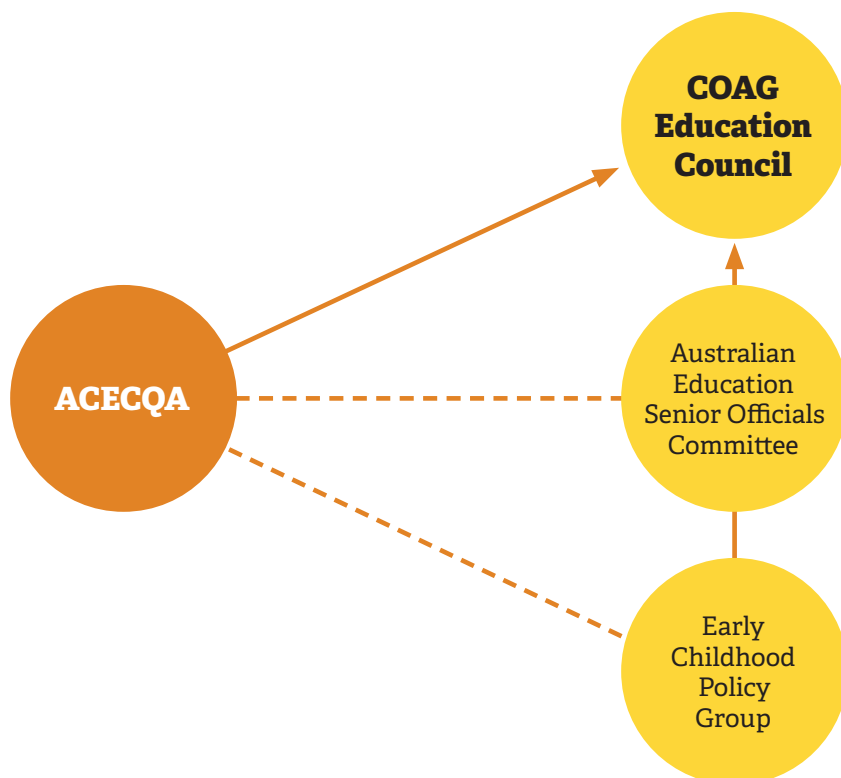 COAG
Education
Council
ACECQA
Australian
Education
Senior Officials
Committee
Early
Childhood
Policy
Group